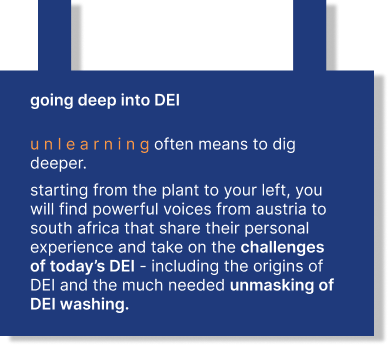 going deep into DEI
unlearning often means to dig
deeper.
starting from the plant to your left, you
will find powerful voices from austria to
south africa that share their personal
experience and take on the challenges
of today’s DEI - including the origins of
DEI and the much needed unmasking of
DEI washing.